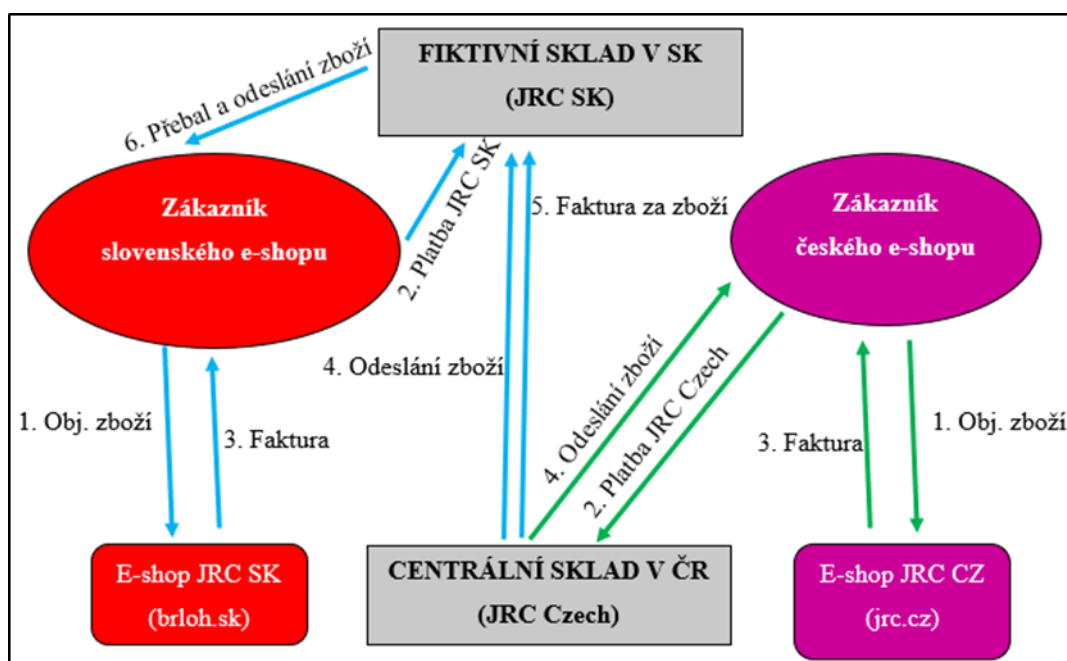 FIKTIVNÍ SKLAD V SK
(JRC SK)
6. Přebal a odeslání zboží
Zákazník
slovenského e-shopu
2. Platba JRC SK
5. Faktura za zboží
Zákazník
českého e-shopu
4. Odeslání zboží
4. Odeslání zboží
2. Platba JRC Czech
1. Obj. zboží
3. Faktura
3. Faktura
1. Obj. zboží
E-shop JRC SK
(brloh.sk)
CENTRÁLNÍ SKLAD V ČR
(JRC Czech)
E-shop JRC CZ
(jrc.cz)